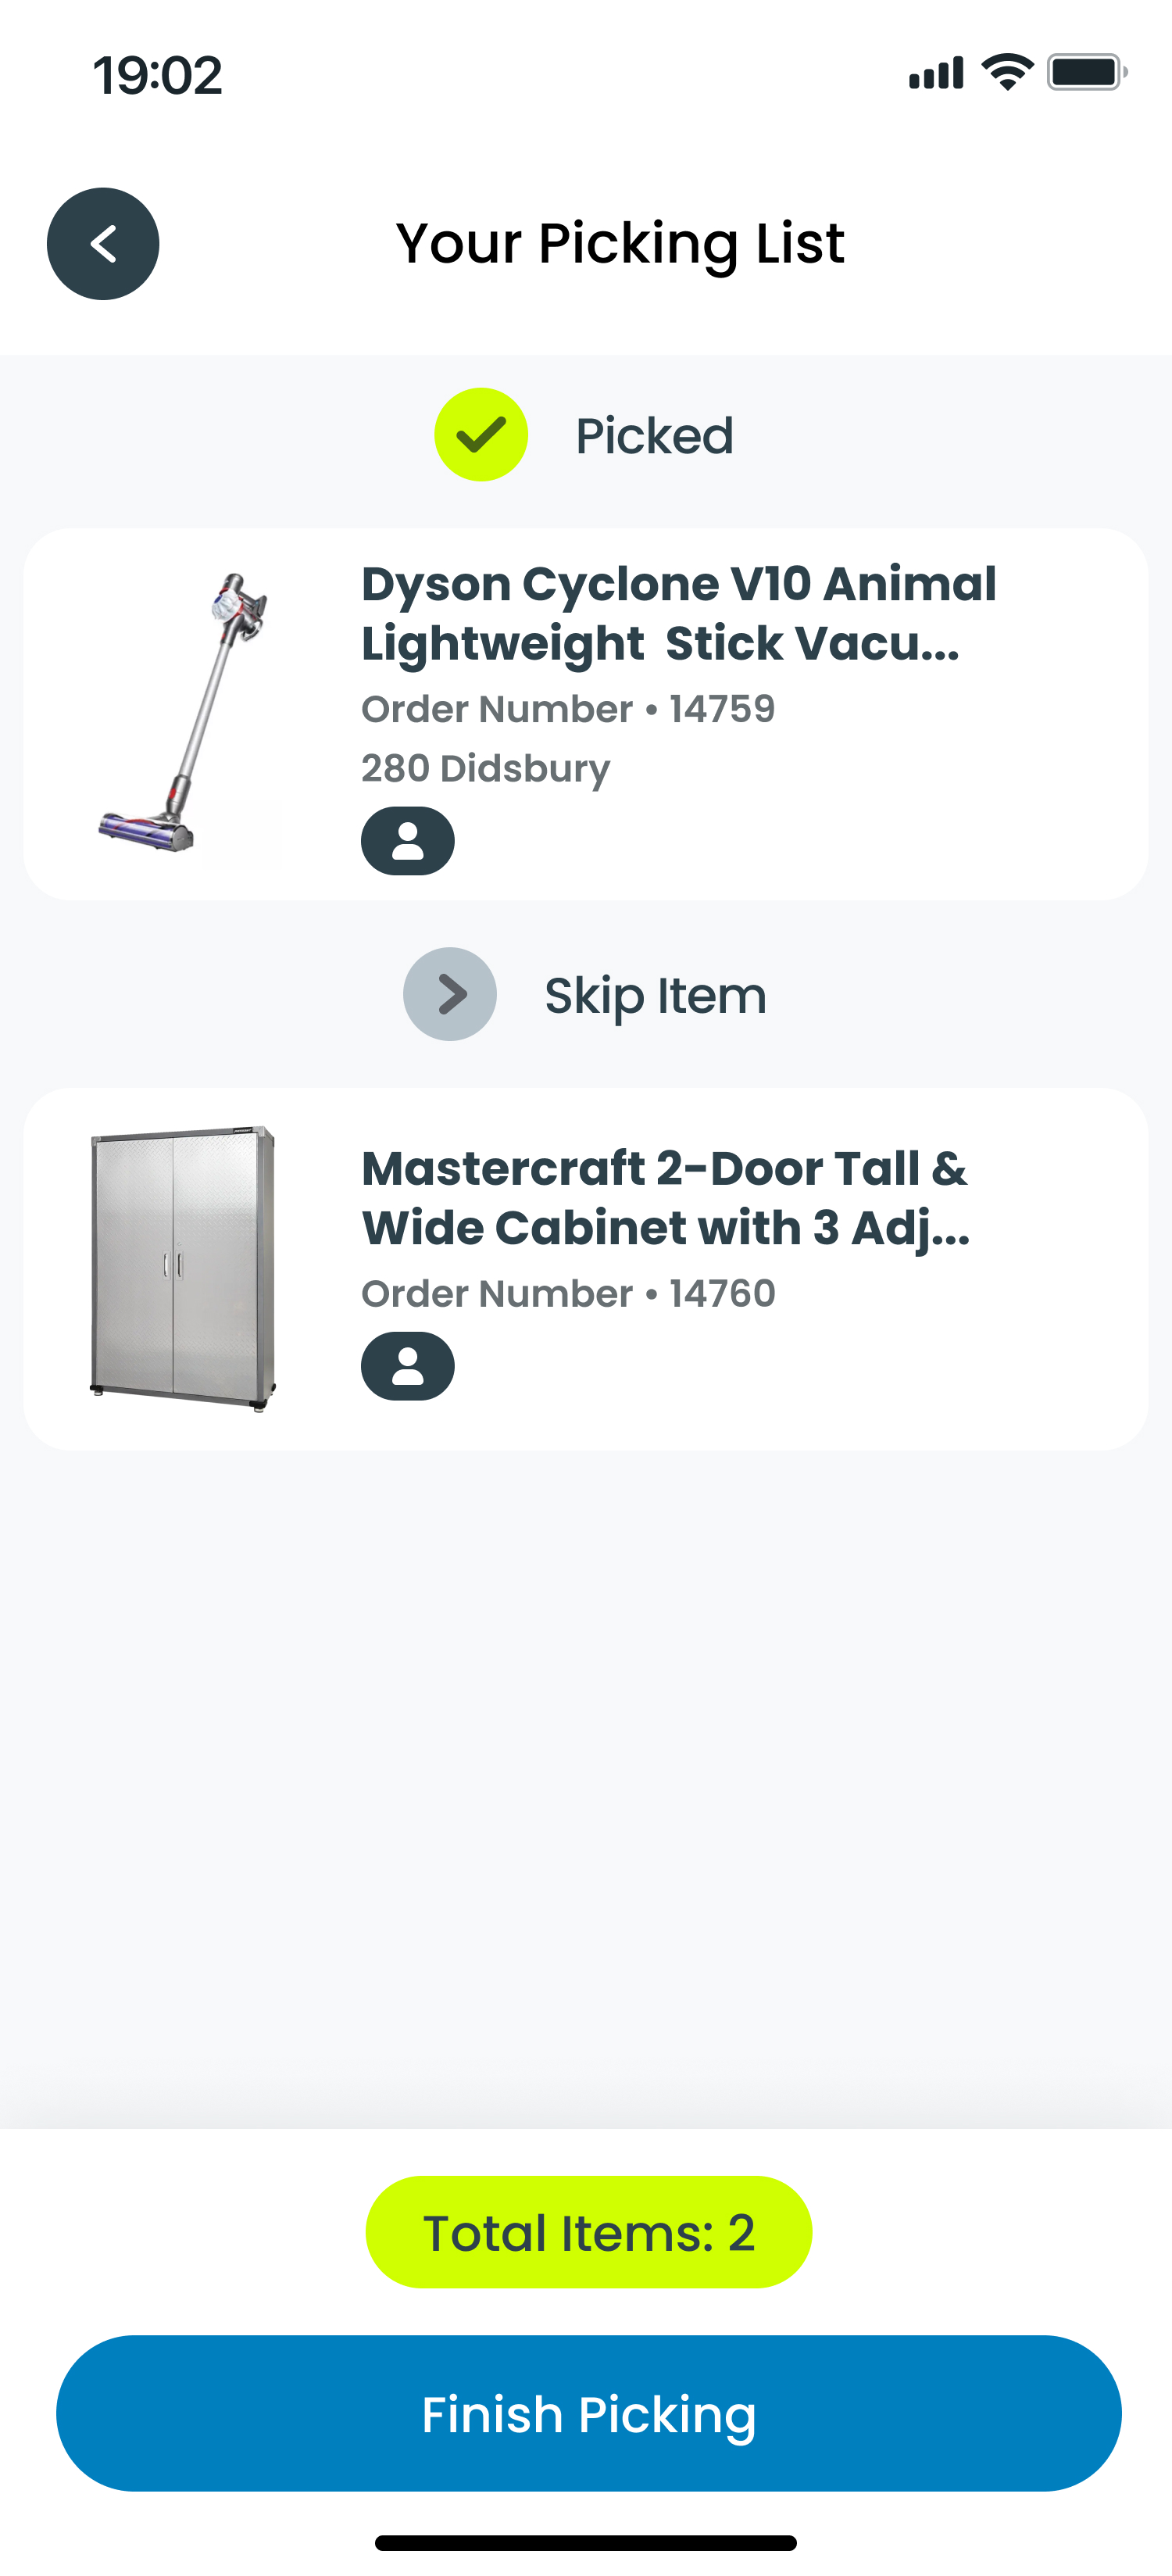 19:02
Your Picking List
Picked
Dyson Cyclone V10 Animal
Lightweight  Stick Vacu...
Order Number • 14759
280 Didsbury
Skip Item
Mastercraft 2-Door Tall &
Wide Cabinet with 3 Adj...
Order Number • 14760
Total Items: 2
Finish Picking